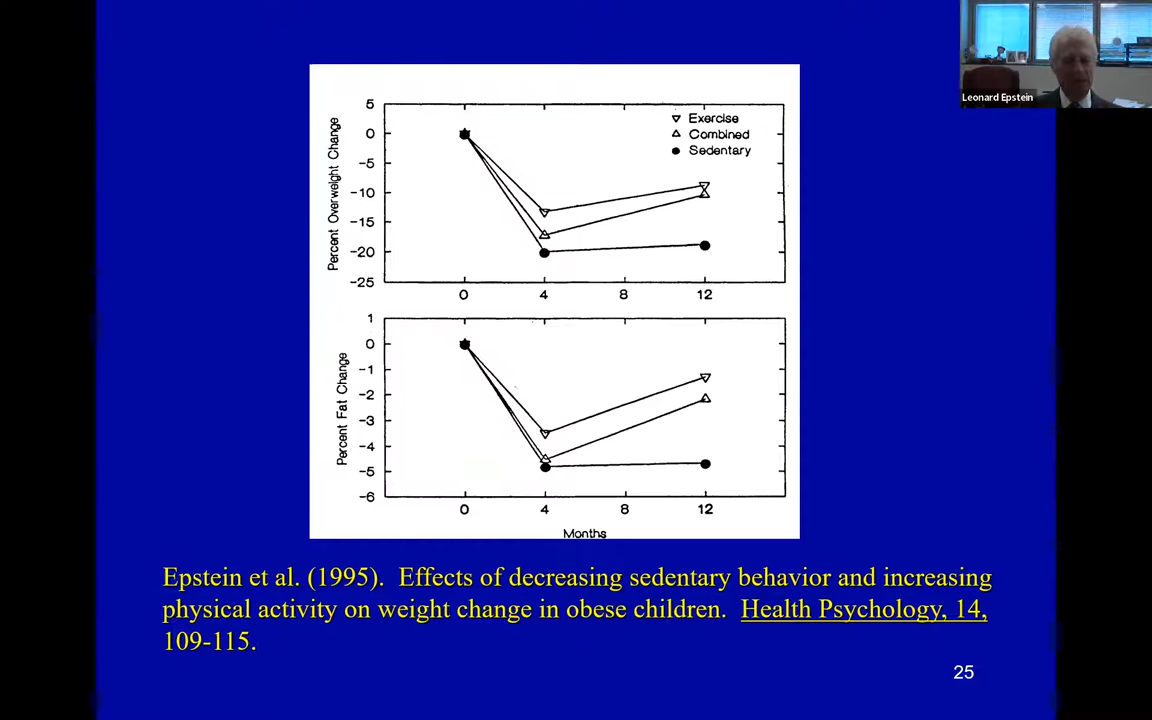 Leonard Epstein
5
0
-5
-10
-15
-20
-25
Percent Overweight Change
Exercise
Combined
Sedentary
0 4 8 12
1
0
-1
-2
-3
-4
-5
-6
Percent Fat Change
0 4 8 12
Months
Epstein et al. (1995). Effects of decreasing sedentary behavior and increasing
physical activity on weight change in obese children. Health Psychology, 14,
109-115.
25